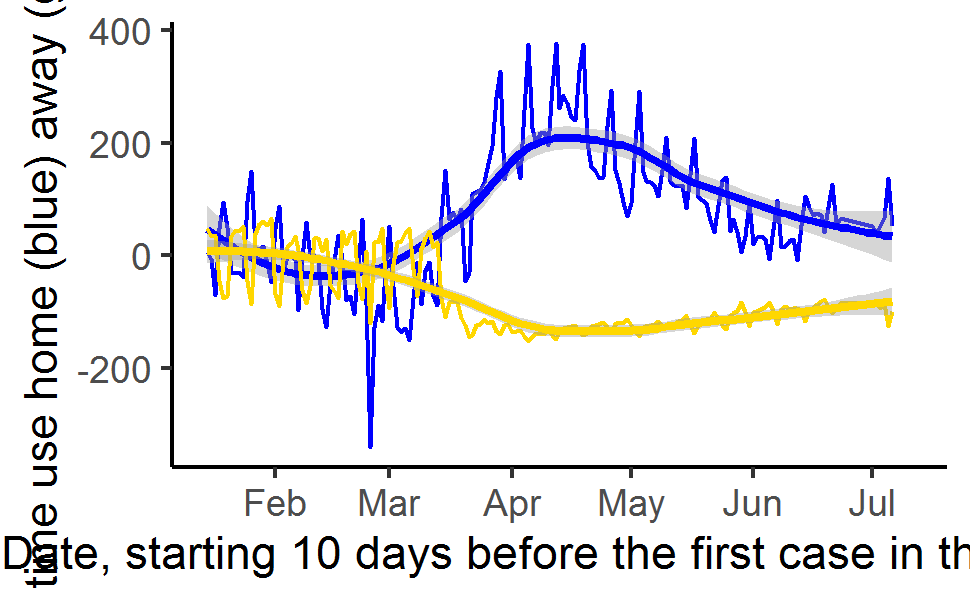 time use home (blue) away (
400
200
0
-200
Feb Mar Apr May Jun Jul
Date, starting 10 days before the first case in th